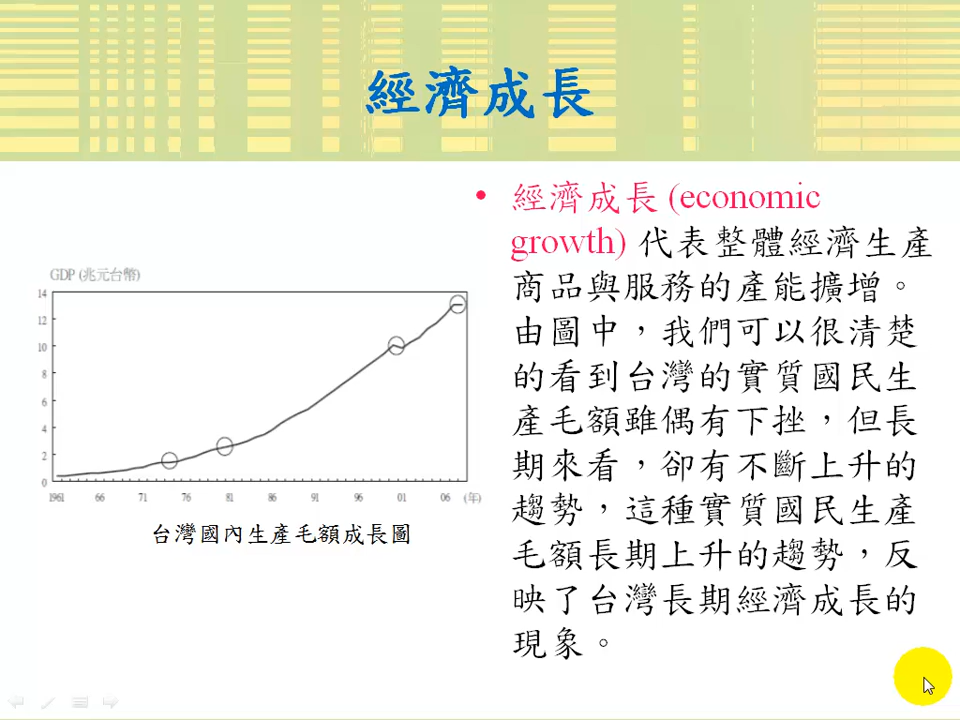 經濟成長
GDP (兆元台幣)
14
12
10
8
6
4
2
0
1961 66 71 76 81 86 91 96 01 06 (年)
台灣國內生產毛額成長圖
• 經濟成長 (economic
growth) 代表整體經濟生產
商品與服務的產能擴增。
由圖中，我們可以很清楚
的看到台灣的實質國民生
產毛額雖偶有下挫，但長
期來看，卻有不斷上升的
趨勢，這種實質國民生產
毛額長期上升的趨勢，反
映了台灣長期經濟成長的
現象。